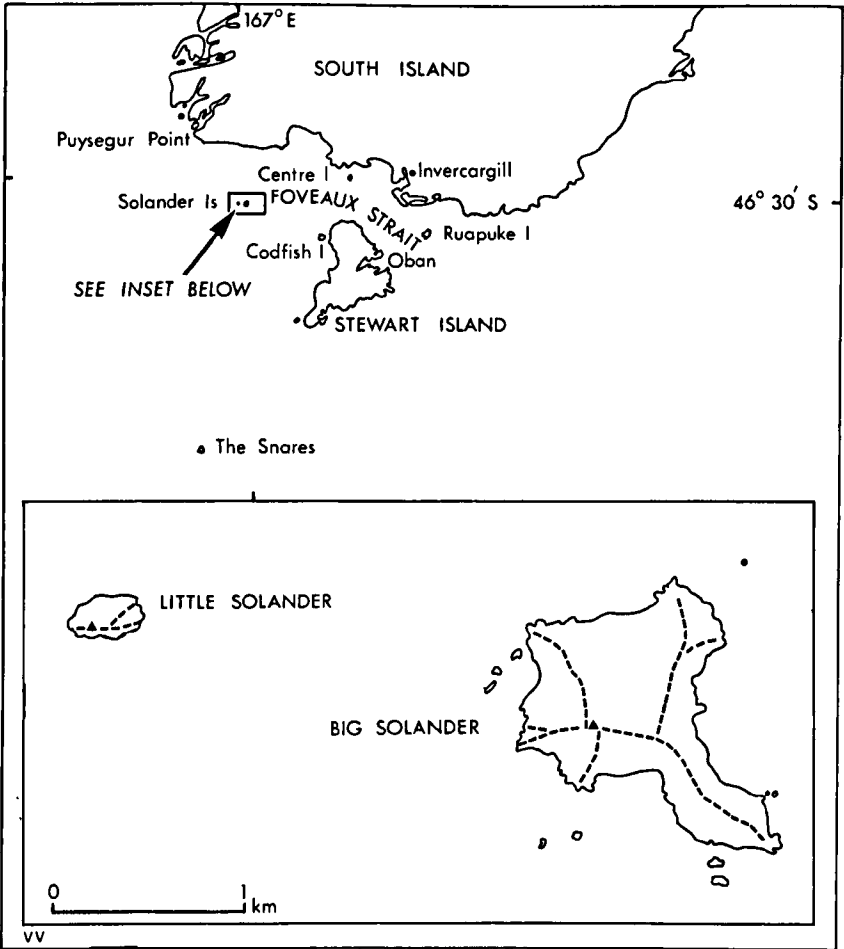 167° E
SOUTH ISLAND
Puysegur Point
Centre I
Invercargill
Solander Is
FOVEAUX STRAIT
46° 30' S
Ruapuke I
Codfish I
Oban
SEE INSET BELOW
STEWART ISLAND
The Snares
LITTLE SOLANDER
BIG SOLANDER
0 1
km
VV